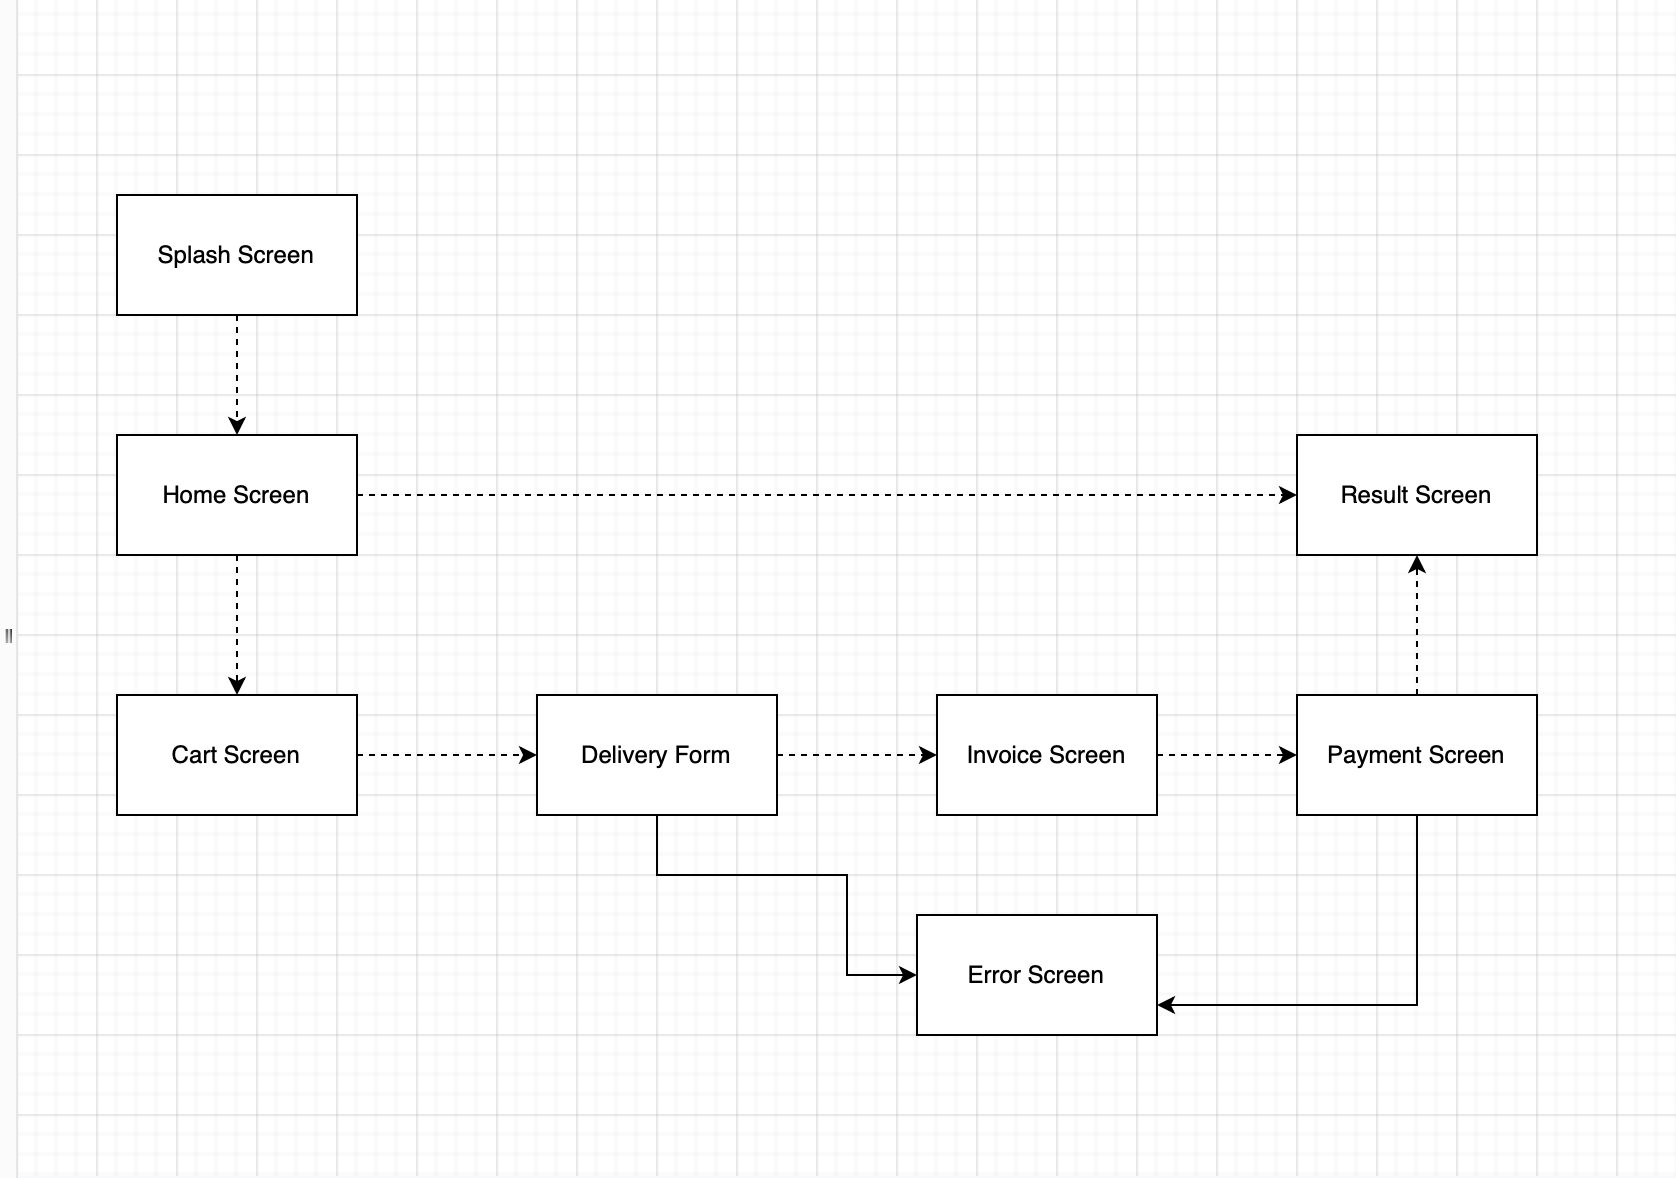 Splash Screen
Home Screen
Result Screen
Cart Screen
Delivery Form
Invoice Screen
Payment Screen
Error Screen